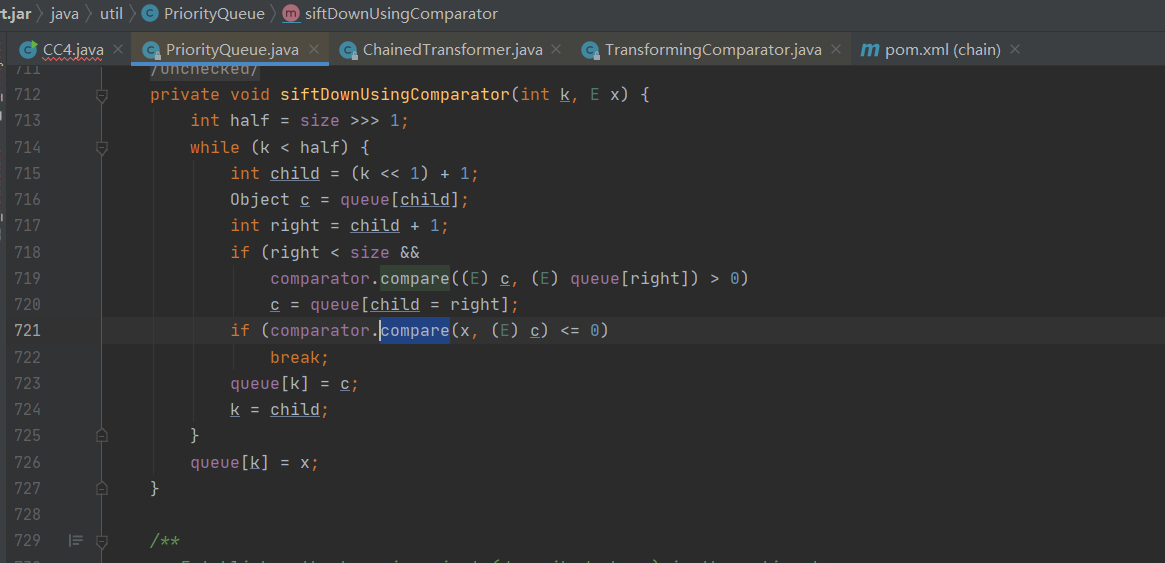 t.jar java util PriorityQueue siftDownUsingComparator
CC4.java PriorityQueue.java ChainedTransformer.java TransformingComparator.java pom.xml (chain)
711 /unchecked/
712 private void siftDownUsingComparator(int k, E x) {
713 int half = size >>> 1;
714 while (k < half) {
715 int child = (k << 1) + 1;
716 Object c = queue[child];
717 int right = child + 1;
718 if (right < size &&
719 comparator.compare((E) c, (E) queue[right]) > 0)
720 c = queue[child = right];
721 if (comparator.compare(x, (E) c) <= 0)
722 break;
723 queue[k] = c;
724 k = child;
725 }
726 queue[k] = x;
727 }
728
729 /**